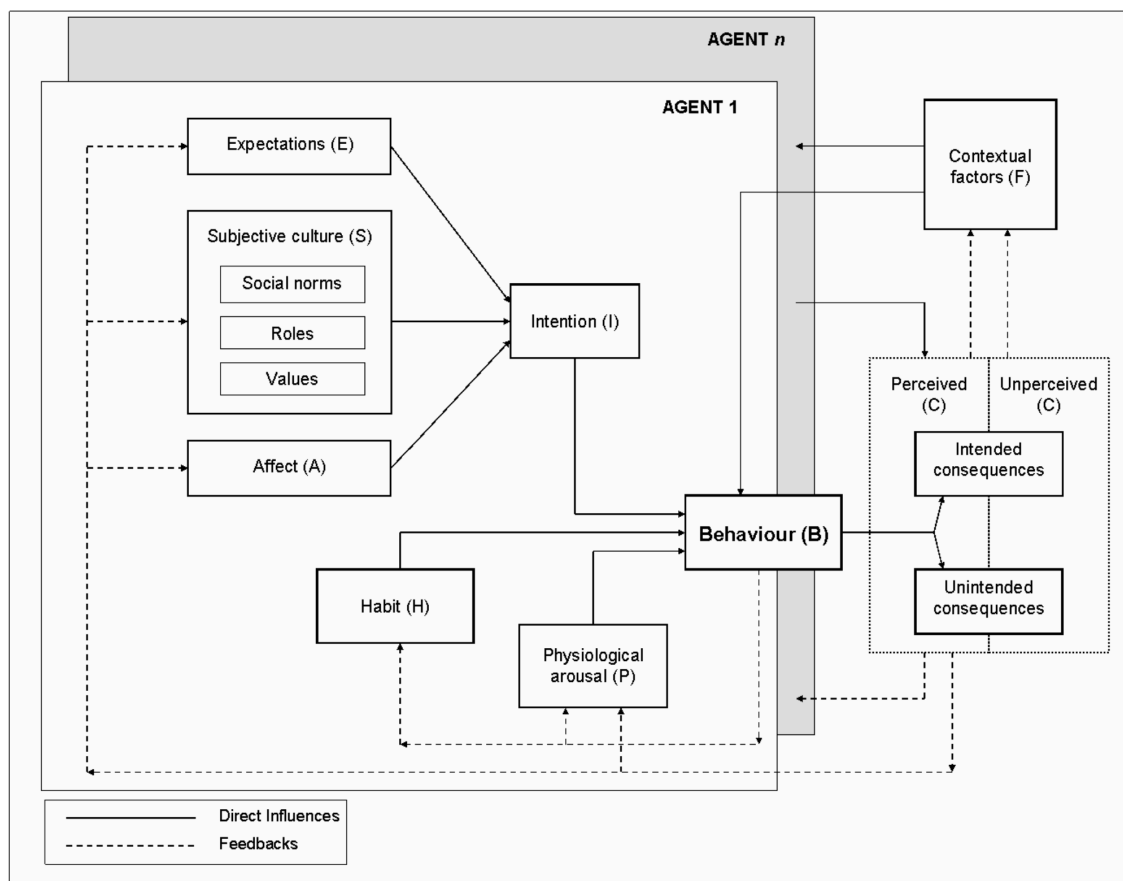 AGENT n
AGENT 1
Expectations (E)
Contextual
factors (F)
Subjective culture (S)
Social norms
Roles
Values
Intention (I)
Perceived
(C)
Unperceived
(C)
Intended
consequences
Affect (A)
Behaviour (B)
Unintended
consequences
Habit (H)
Physiological
arousal (P)
Direct Influences
Feedbacks